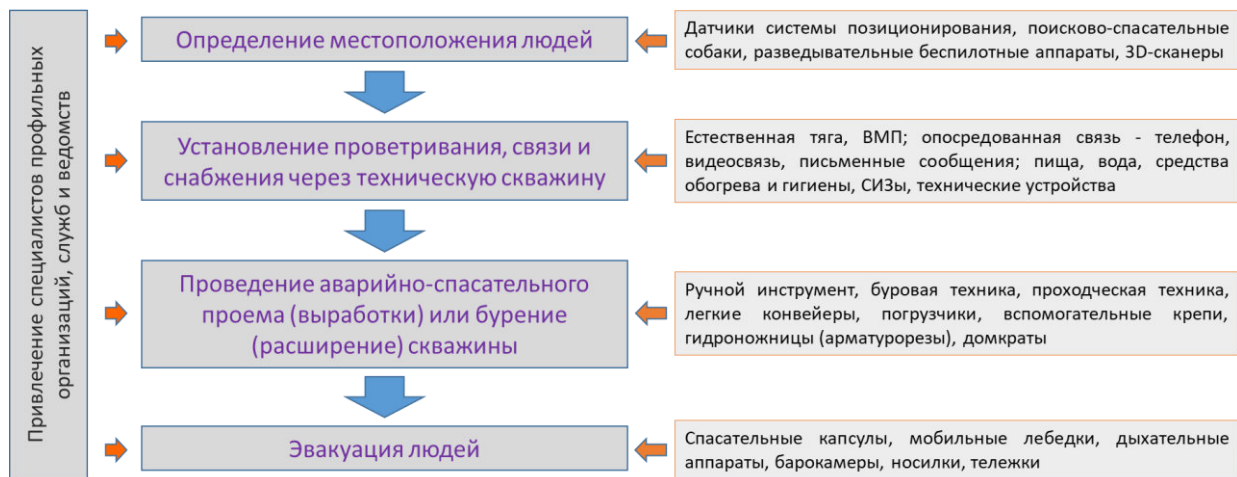 Привлечение специалистов профильных
организаций, служб и ведомств
Определение местоположения людей
Датчики системы позиционирования, поисково-спасательные
собаки, разведывательные беспилотные аппараты, 3D-сканеры
Установление проветривания, связи и
снабжения через техническую скважину
Естественная тяга, ВМП; опосредованная связь - телефон,
видеосвязь, письменные сообщения; пища, вода, средства
обогрева и гигиены, СИЗы, технические устройства
Проведение аварийно-спасательного
проема (выработки) или бурение
(расширение) скважины
Ручной инструмент, буровая техника, проходческая техника,
легкие конвейеры, погрузчики, вспомогательные крепи,
гидроножницы (арматурорезы), домкраты
Эвакуация людей
Спасательные капсулы, мобильные лебедки, дыхательные
аппараты, барокамеры, носилки, тележки